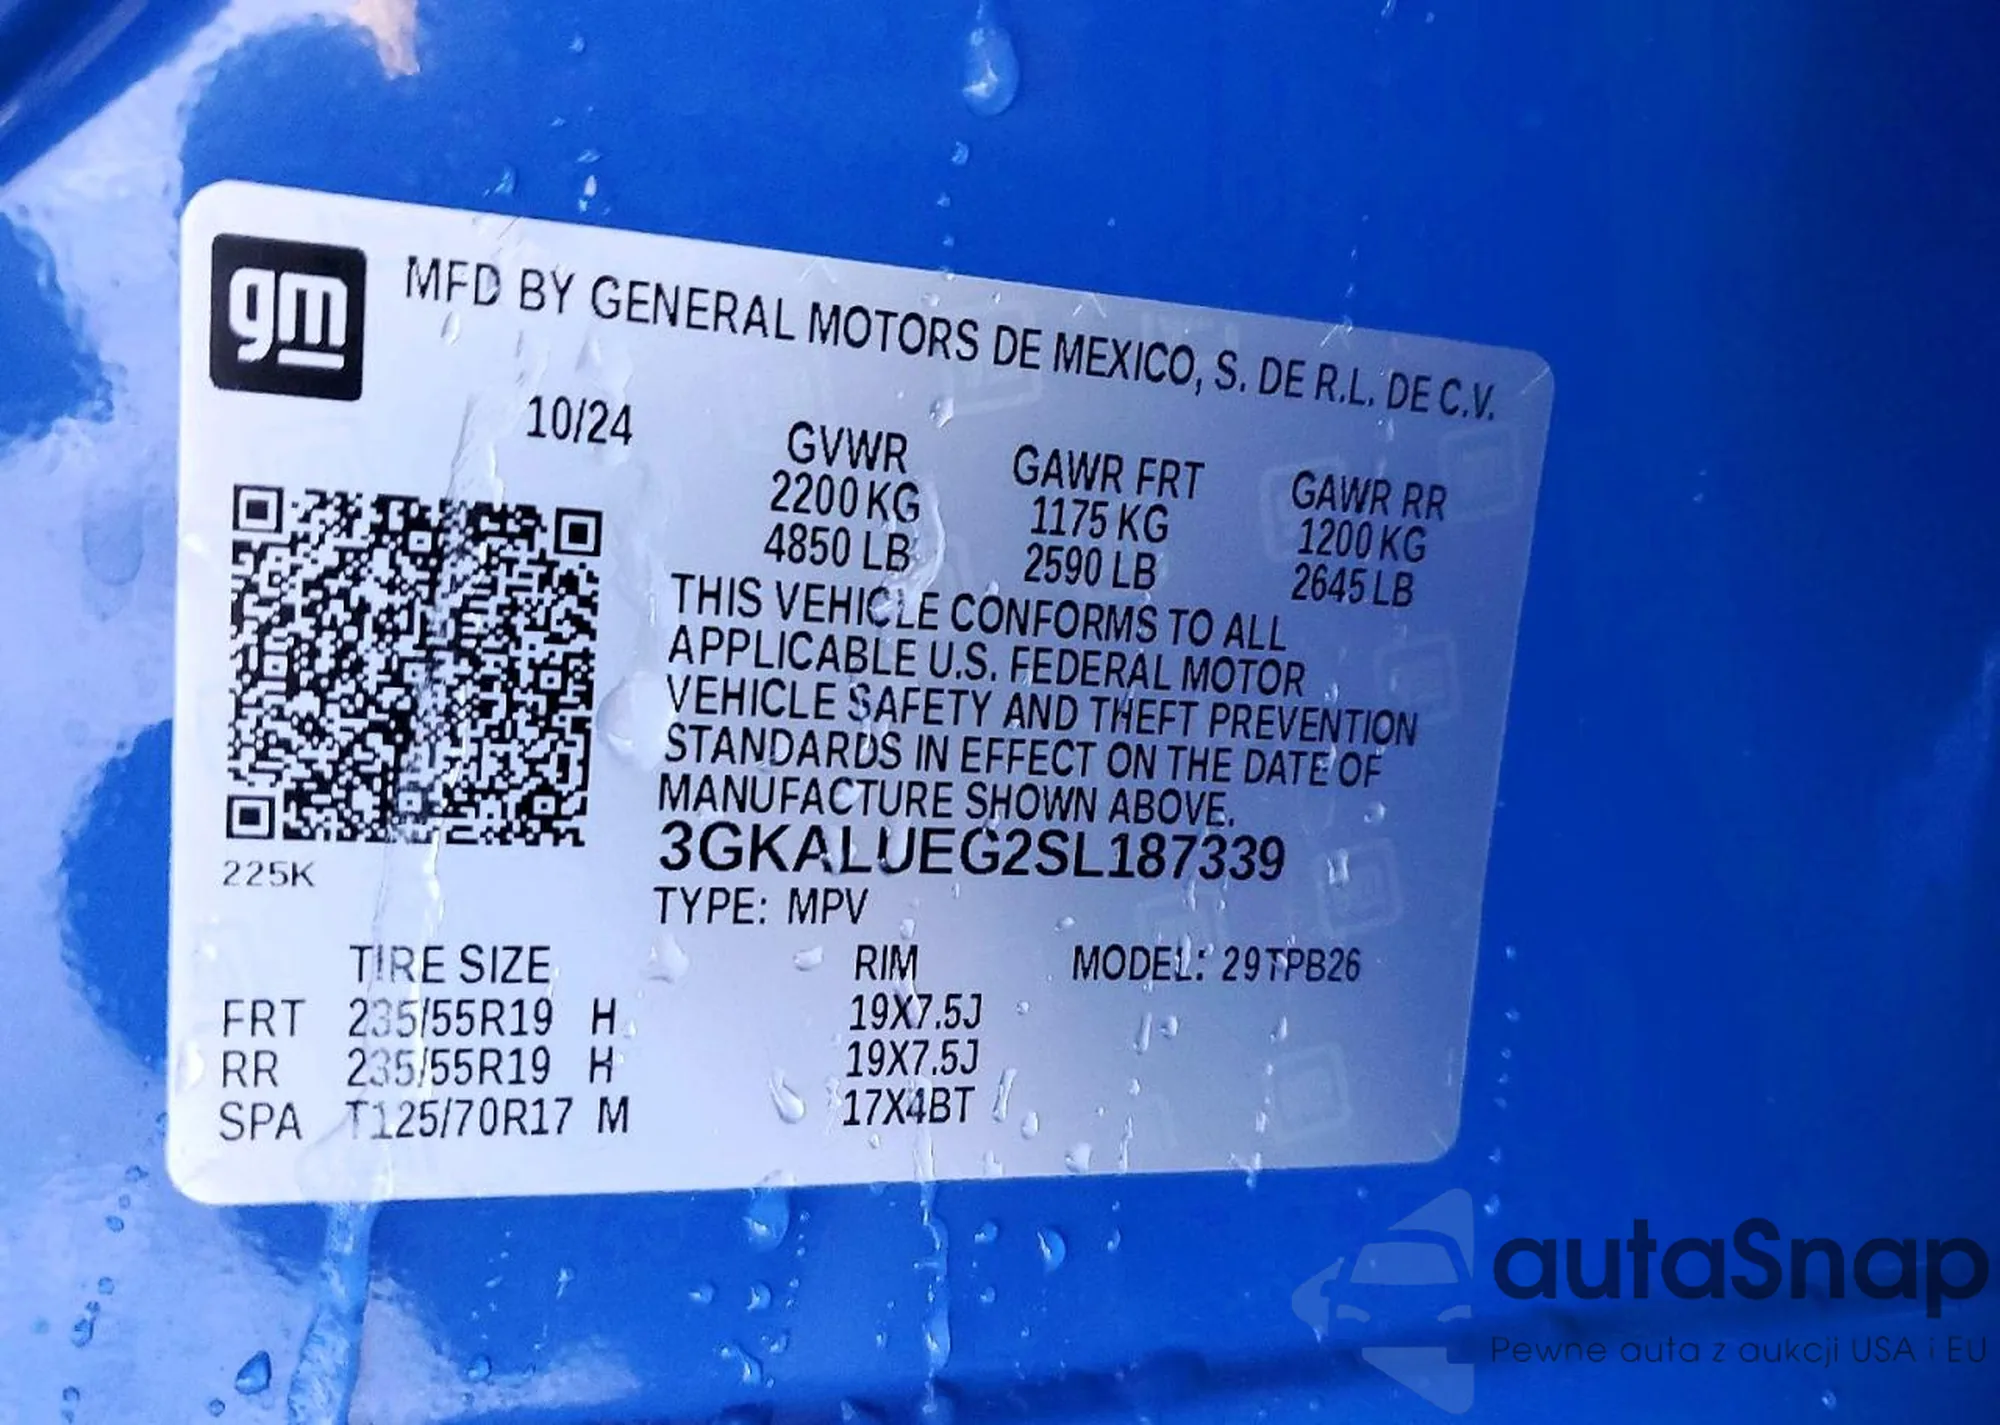 gm
MFD BY GENERAL MOTORS DE MEXICO, S. DE R.L. DE C.V.
10/24
GVWR GAWR FRT GAWR RR
2200 KG 1175 KG 1200 KG
4850 LB 2590 LB 2645 LB
THIS VEHICLE CONFORMS TO ALL
APPLICABLE U.S. FEDERAL MOTOR
VEHICLE SAFETY AND THEFT PREVENTION
STANDARDS IN EFFECT ON THE DATE OF
MANUFACTURE SHOWN ABOVE.
3GKALUEG2SL187339
225K
TYPE: MPV
TIRE SIZE RIM MODEL: 29TPB26
FRT 235/55R19 H 19X7.5J
RR 235/55R19 H 19X7.5J
SPA T125/70R17 M 17X4BT
autaSnap
Pewne auta z aukcji USA i EU